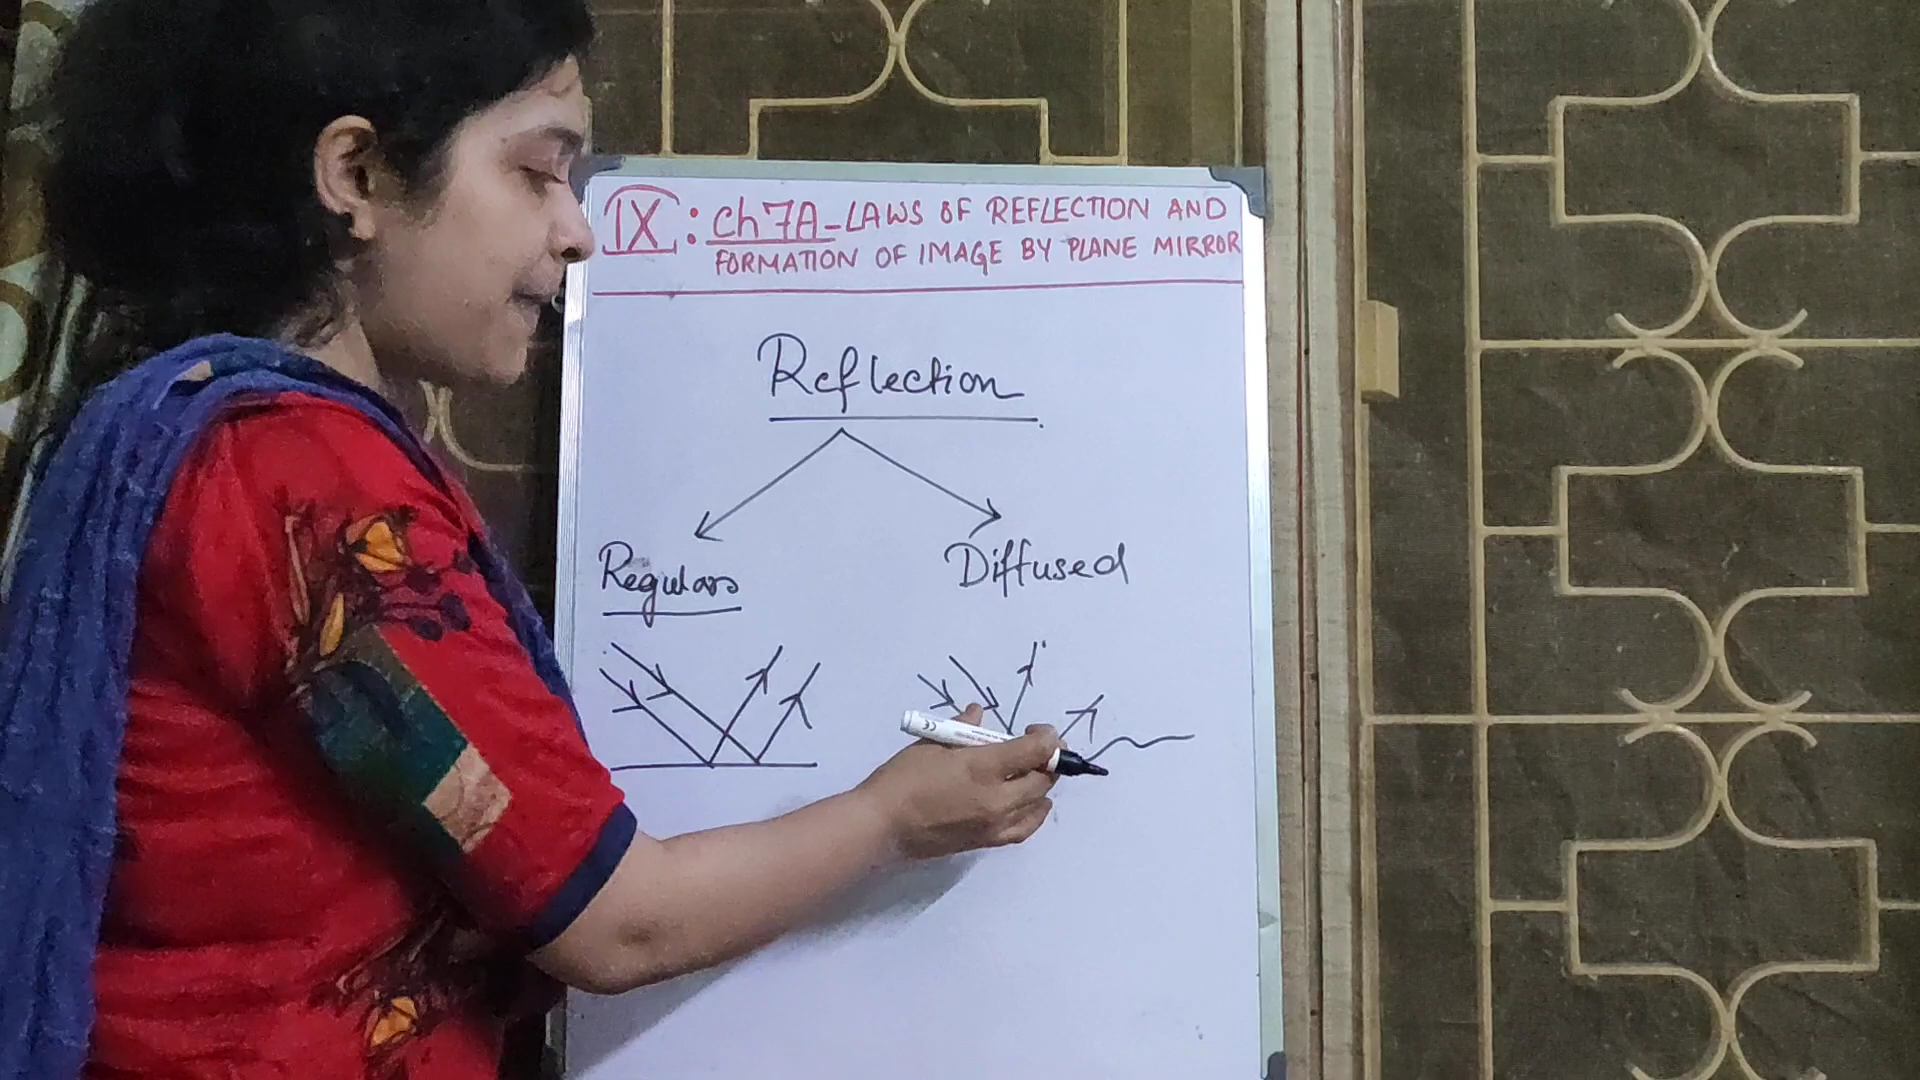 IX: Ch 7A - LAWS OF REFLECTION AND
FORMATION OF IMAGE BY PLANE MIRROR
Reflection
Regular
Diffused